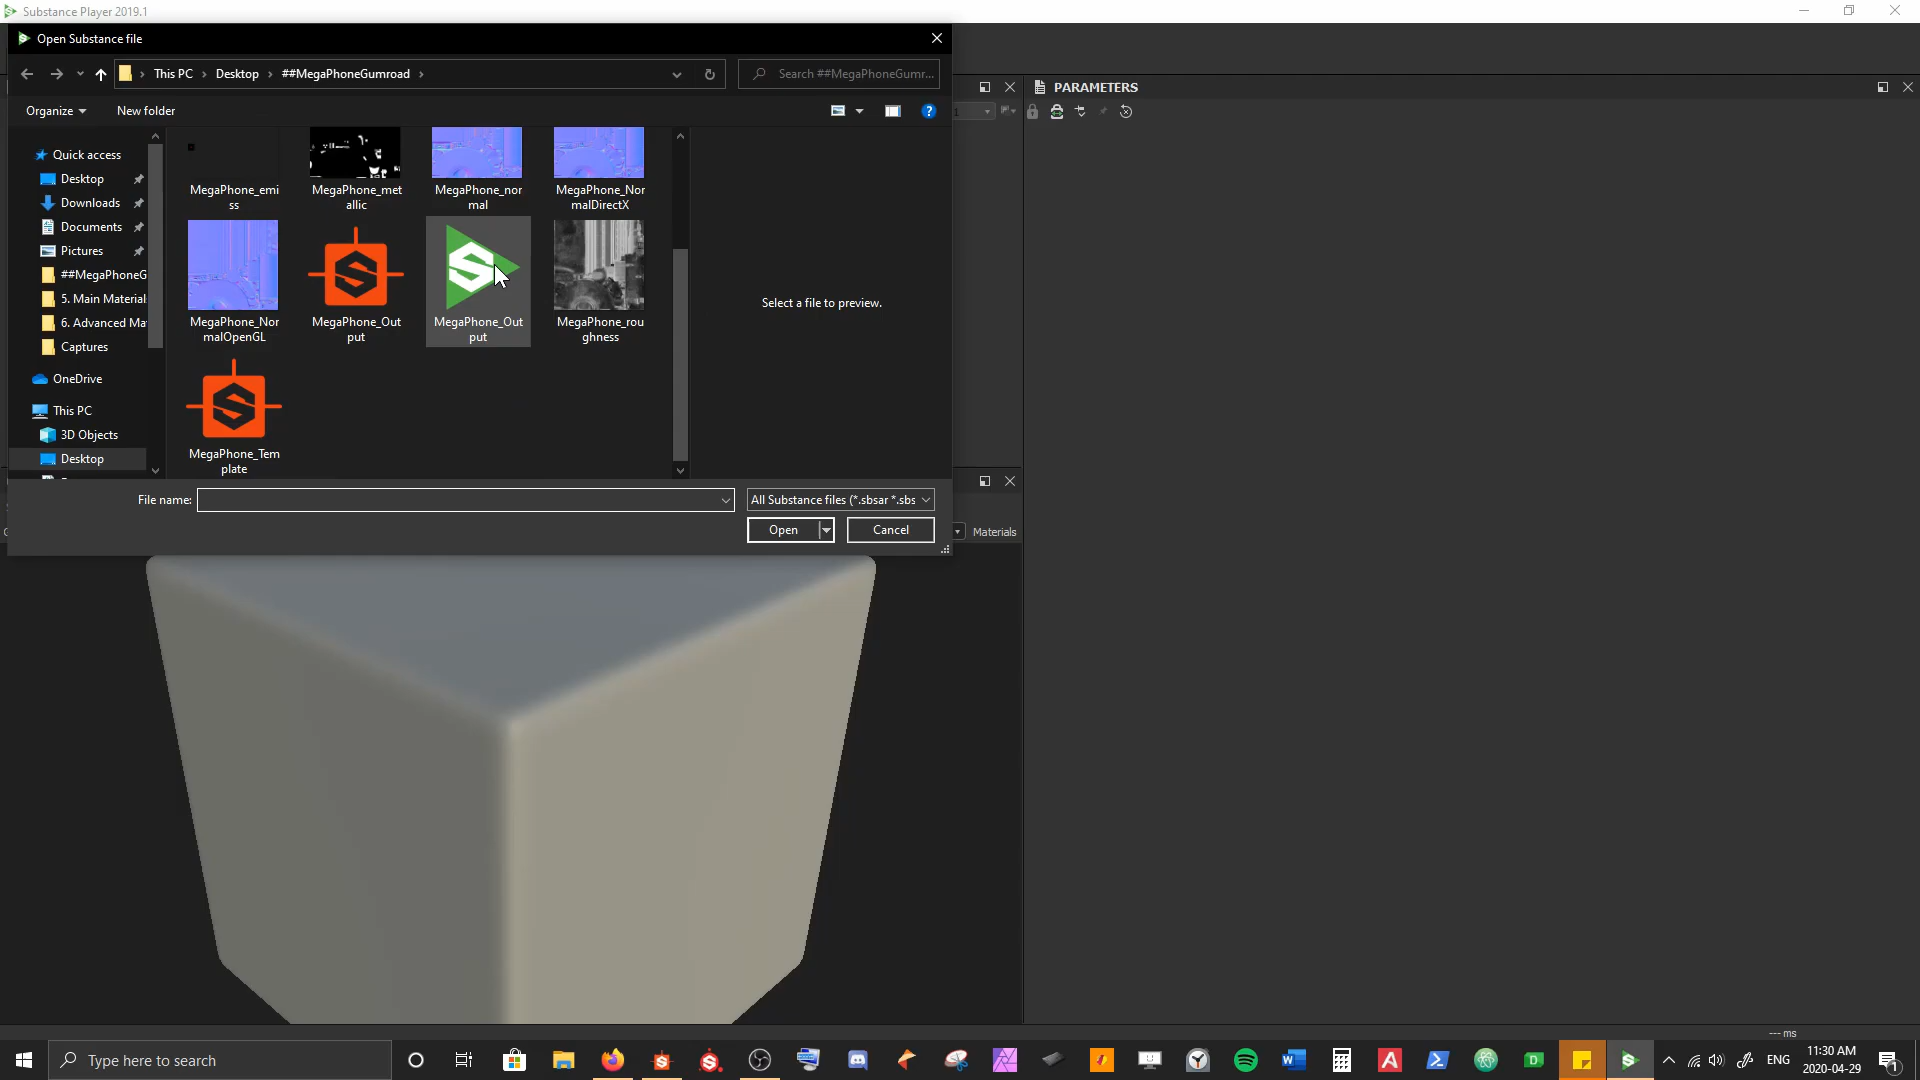 Substance Player 2019.1
Open Substance file
This PC > Desktop > ##MegaPhoneGumroad >
Search ##MegaPhoneGumr...
Organize
New folder
PARAMETERS
Quick access
Desktop
Downloads
Documents
Pictures
##MegaPhoneG
5. Main Material
6. Advanced Ma
Captures
OneDrive
This PC
3D Objects
Desktop
MegaPhone_emi
ss
MegaPhone_met
allic
MegaPhone_nor
mal
MegaPhone_Nor
malDirectX
MegaPhone_Nor
malOpenGL
MegaPhone_Out
put
MegaPhone_Out
put
MegaPhone_rou
ghness
MegaPhone_Tem
plate
Select a file to preview.
File name:
All Substance files (*.sbsar *.sbs
Open
Cancel
Materials
--- ms
Type here to search
ENG
11:30 AM
2020-04-29
1